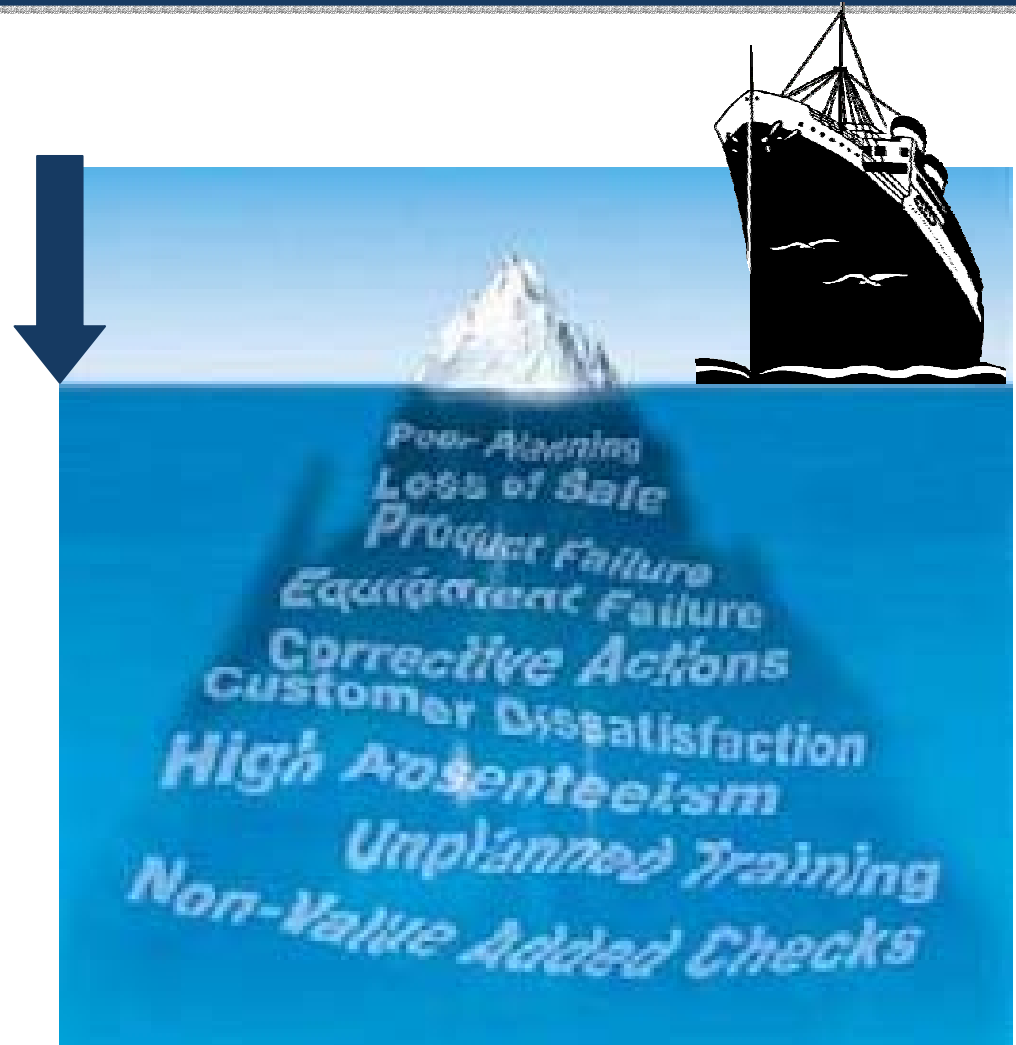 Poor Planning
Loss of Sale
Product Failure
Equipment Failure
Corrective Actions
Customer Dissatisfaction
High Absenteeism
Unplanned Training
Non-Value Added Checks